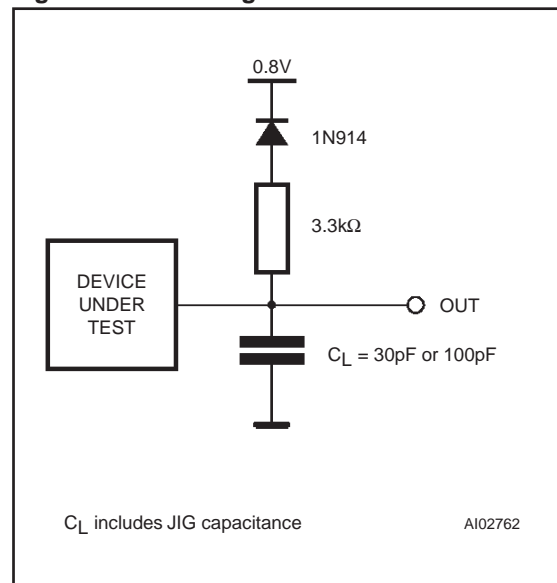 0.8V
1N914
3.3kΩ
DEVICE
UNDER
TEST
OUT
CL = 30pF or 100pF
CL includes JIG capacitance
AI02762